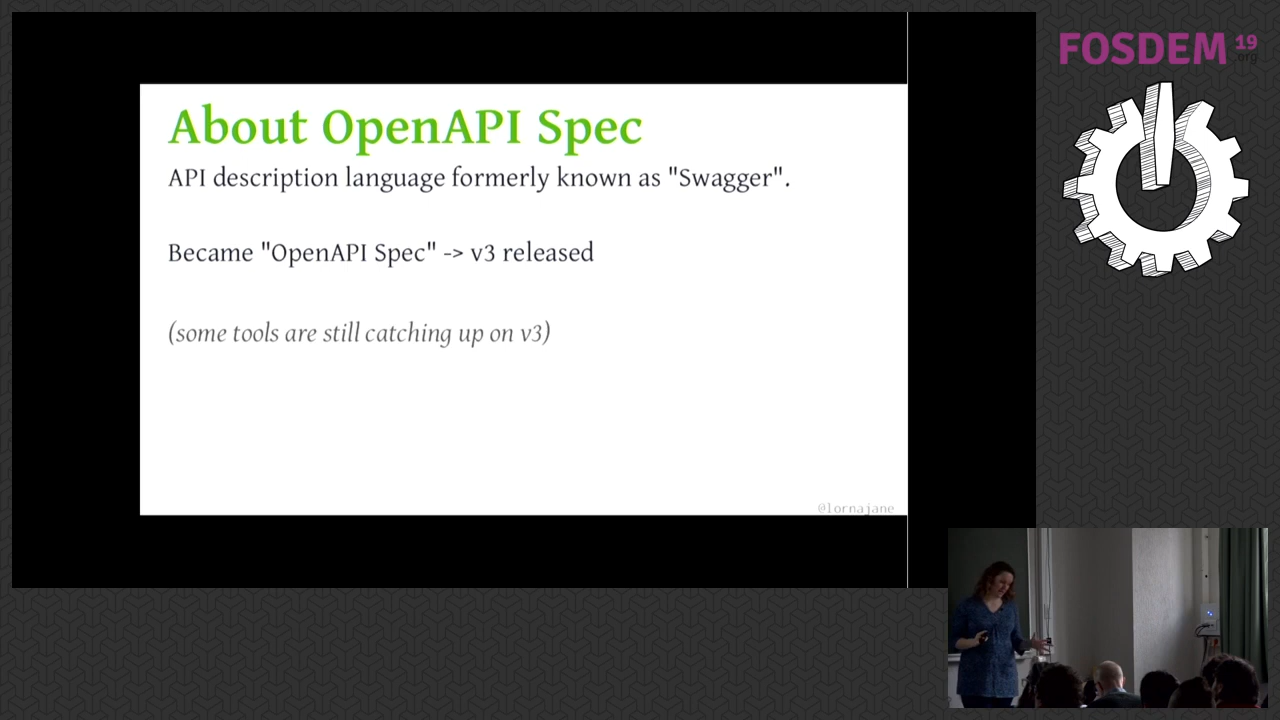 About OpenAPI Spec
API description language formerly known as "Swagger".
Became "OpenAPI Spec" -> v3 released
(some tools are still catching up on v3)
@lornajane
FOSDEM 19
.org